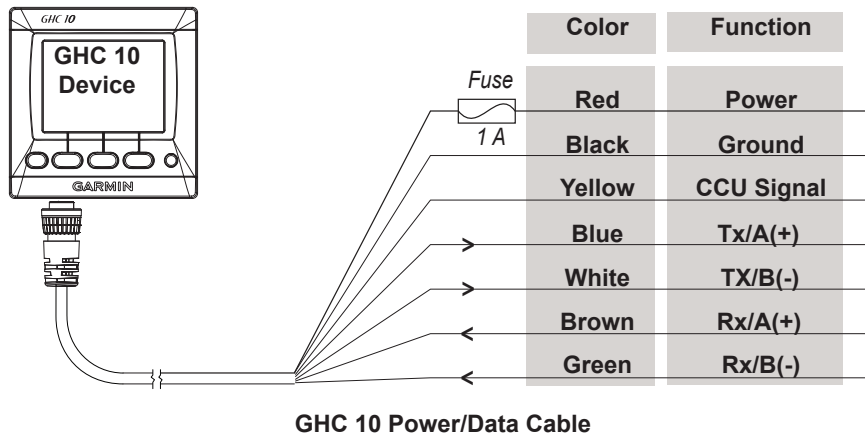 GHC 10
GHC 10
Device
GARMIN
Fuse
1 A
Color Function
Red Power
Black Ground
Yellow CCU Signal
Blue Tx/A(+)
White TX/B(-)
Brown Rx/A(+)
Green Rx/B(-)
GHC 10 Power/Data Cable